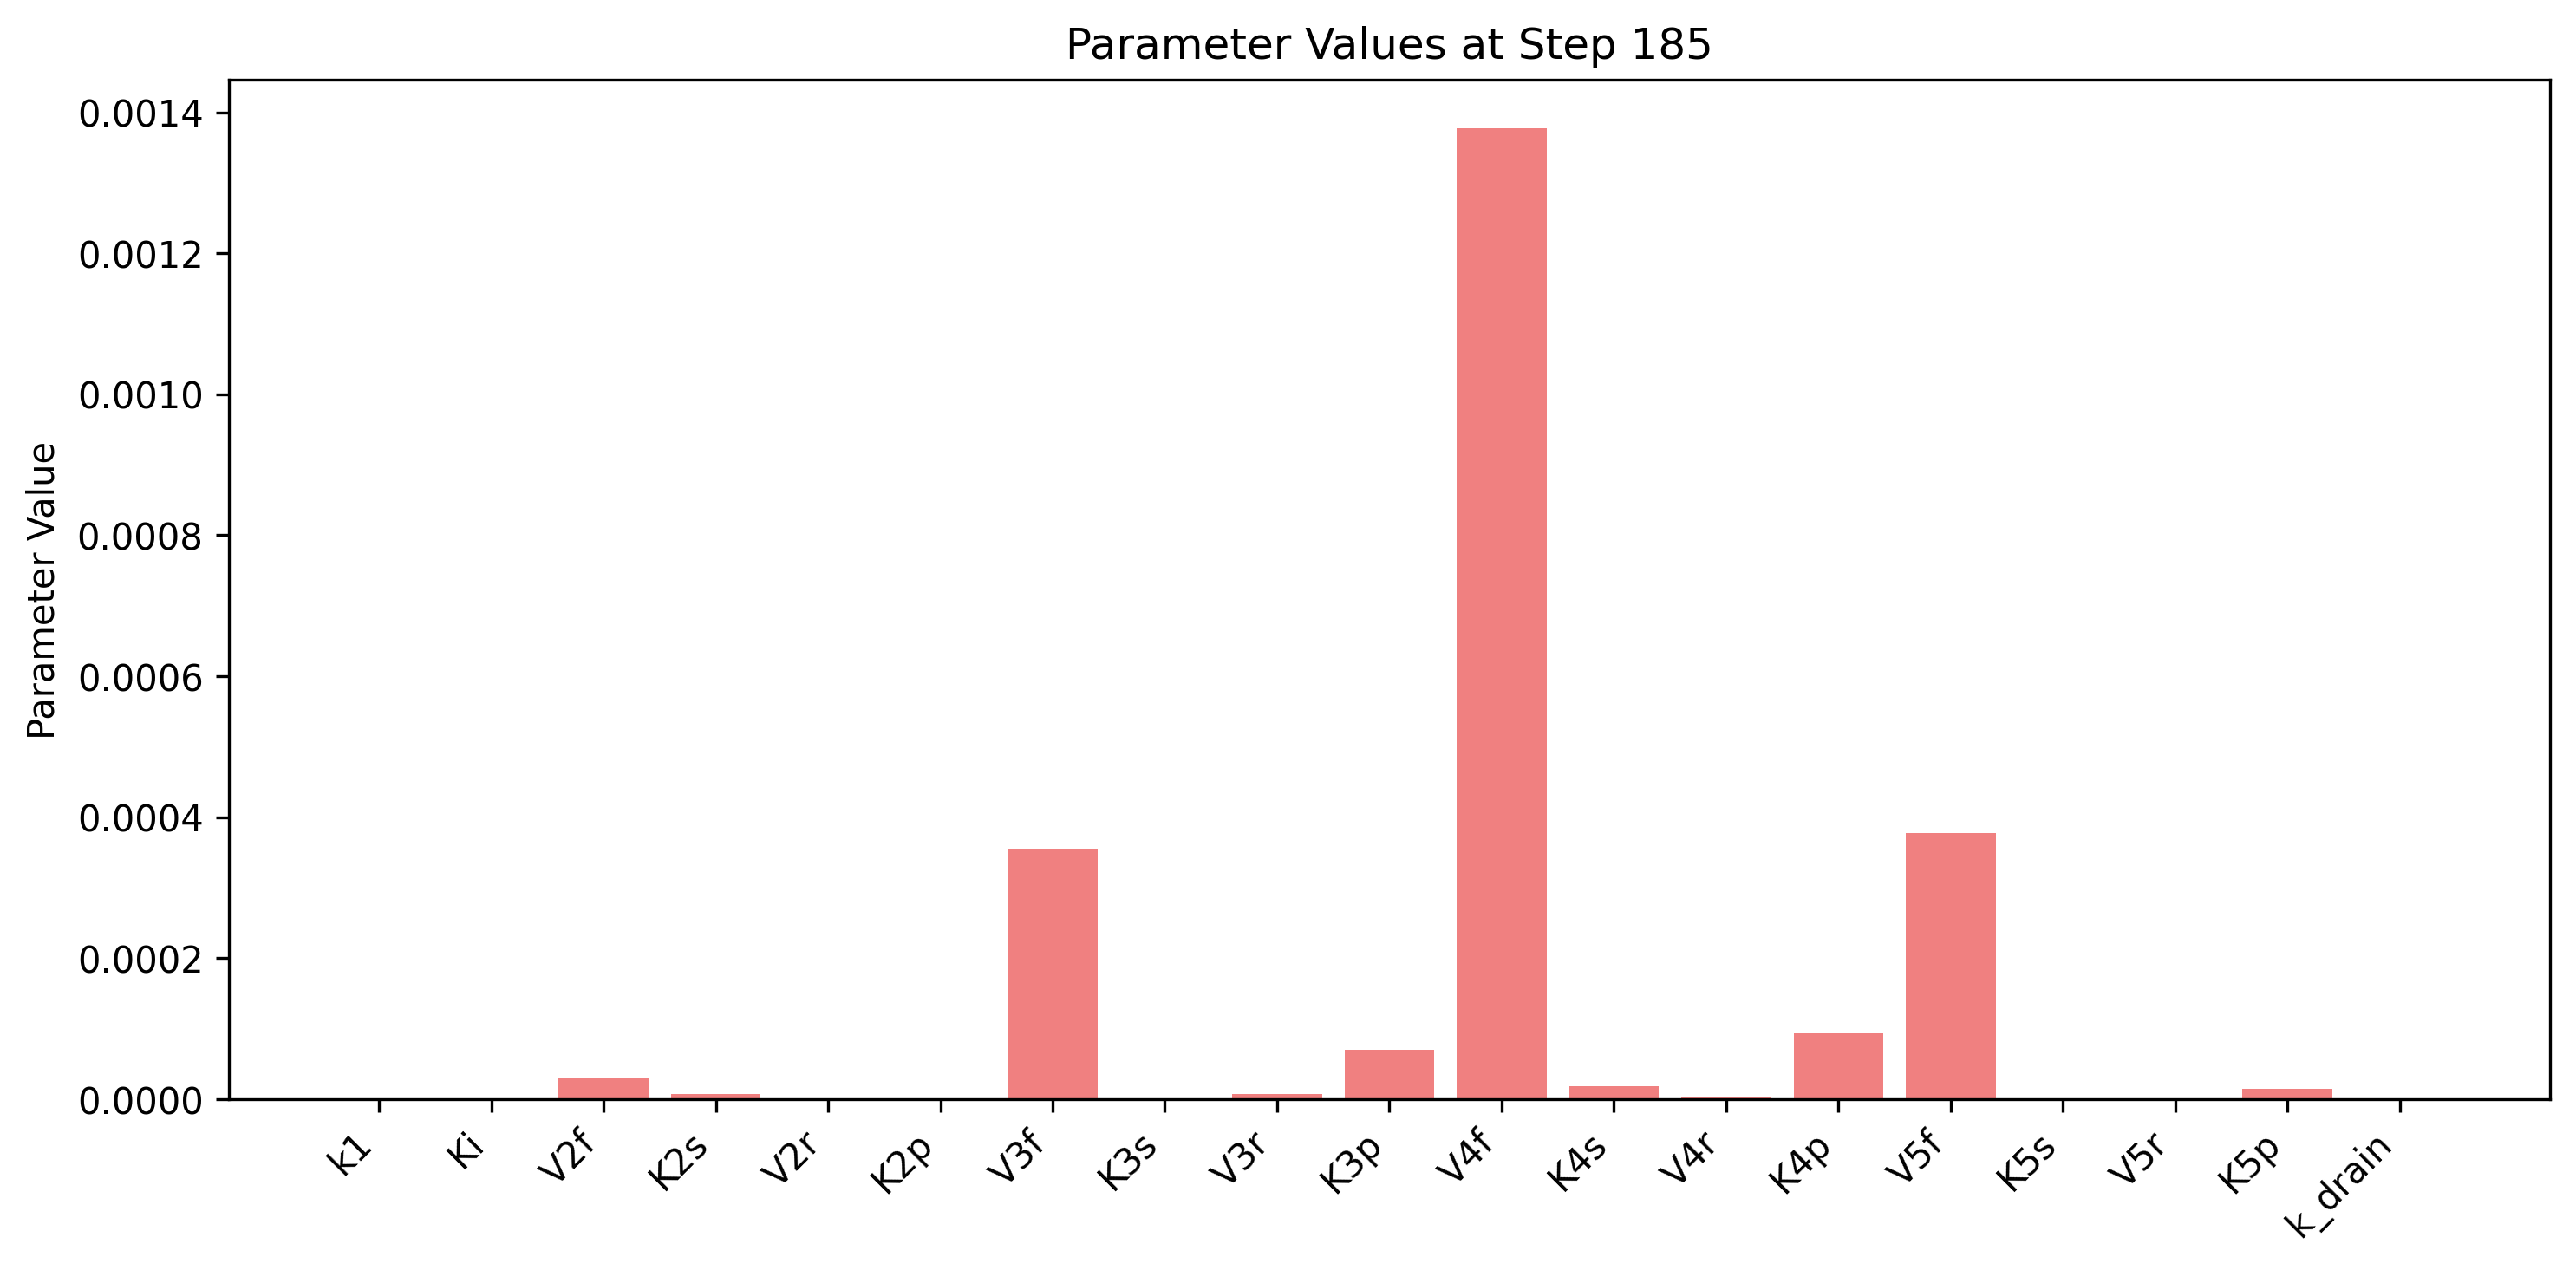 Parameter Values at Step 185
Parameter Value
0.0014
0.0012
0.0010
0.0008
0.0006
0.0004
0.0002
0.0000
k1
Ki
V2f
K2s
V2r
K2p
V3f
K3s
V3r
K3p
V4f
K4s
V4r
K4p
V5f
K5s
V5r
K5p
k_drain